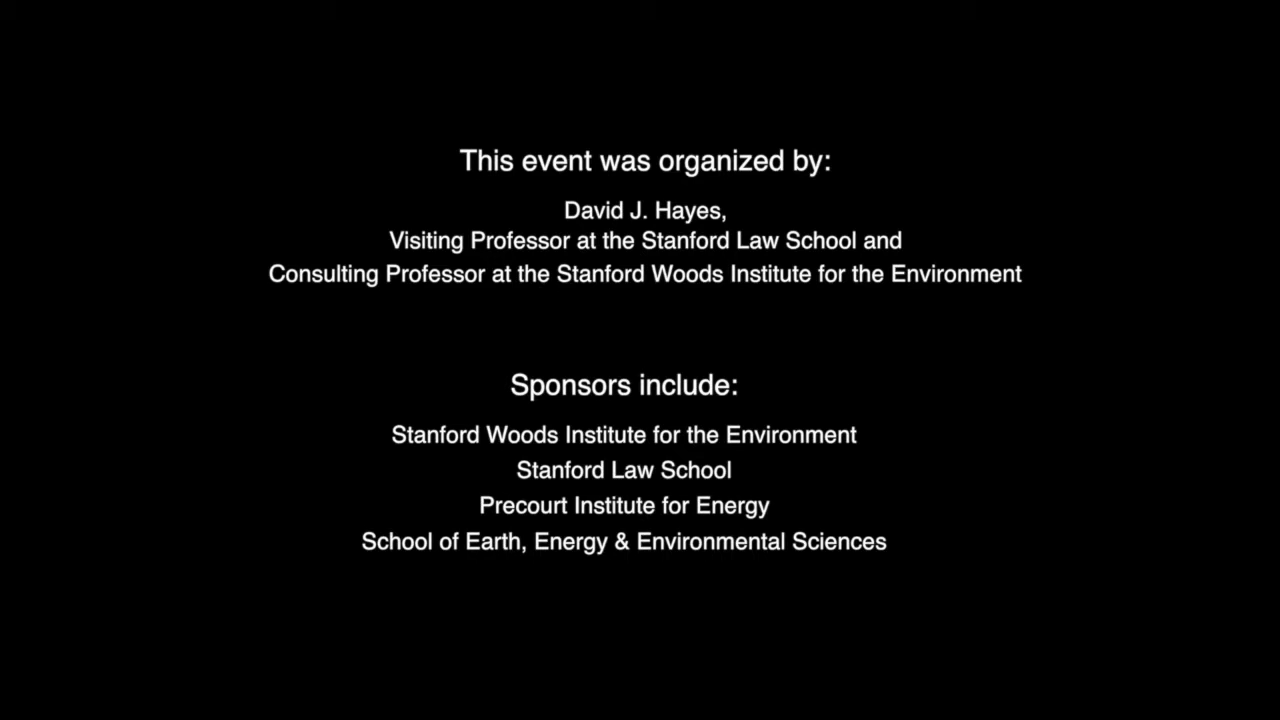 This event was organized by:
David J. Hayes,
Visiting Professor at the Stanford Law School and
Consulting Professor at the Stanford Woods Institute for the Environment
Sponsors include:
Stanford Woods Institute for the Environment
Stanford Law School
Precourt Institute for Energy
School of Earth, Energy & Environmental Sciences